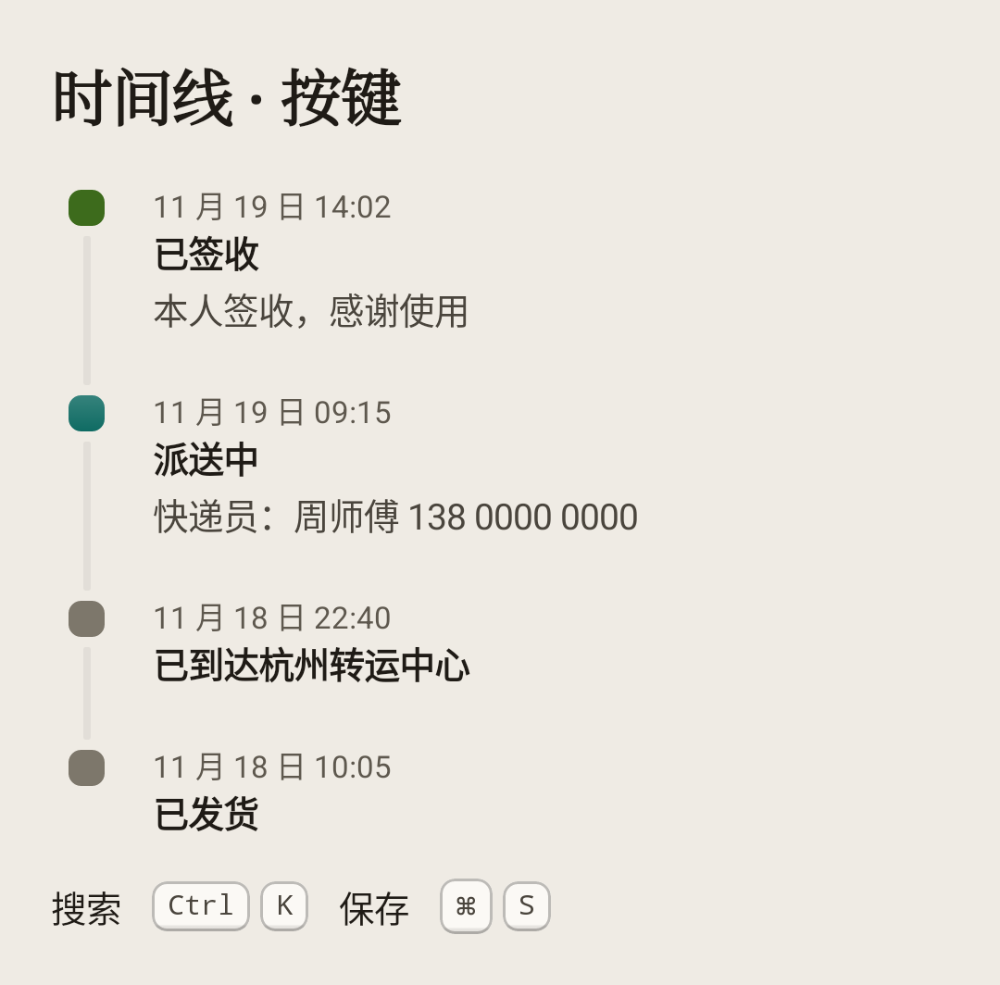 时间线 · 按键
11 月 19 日 14:02
已签收
本人签收，感谢使用
11 月 19 日 09:15
派送中
快递员：周师傅 138 0000 0000
11 月 18 日 22:40
已到达杭州转运中心
11 月 18 日 10:05
已发货
搜索 Ctrl K 保存 ⌘ S